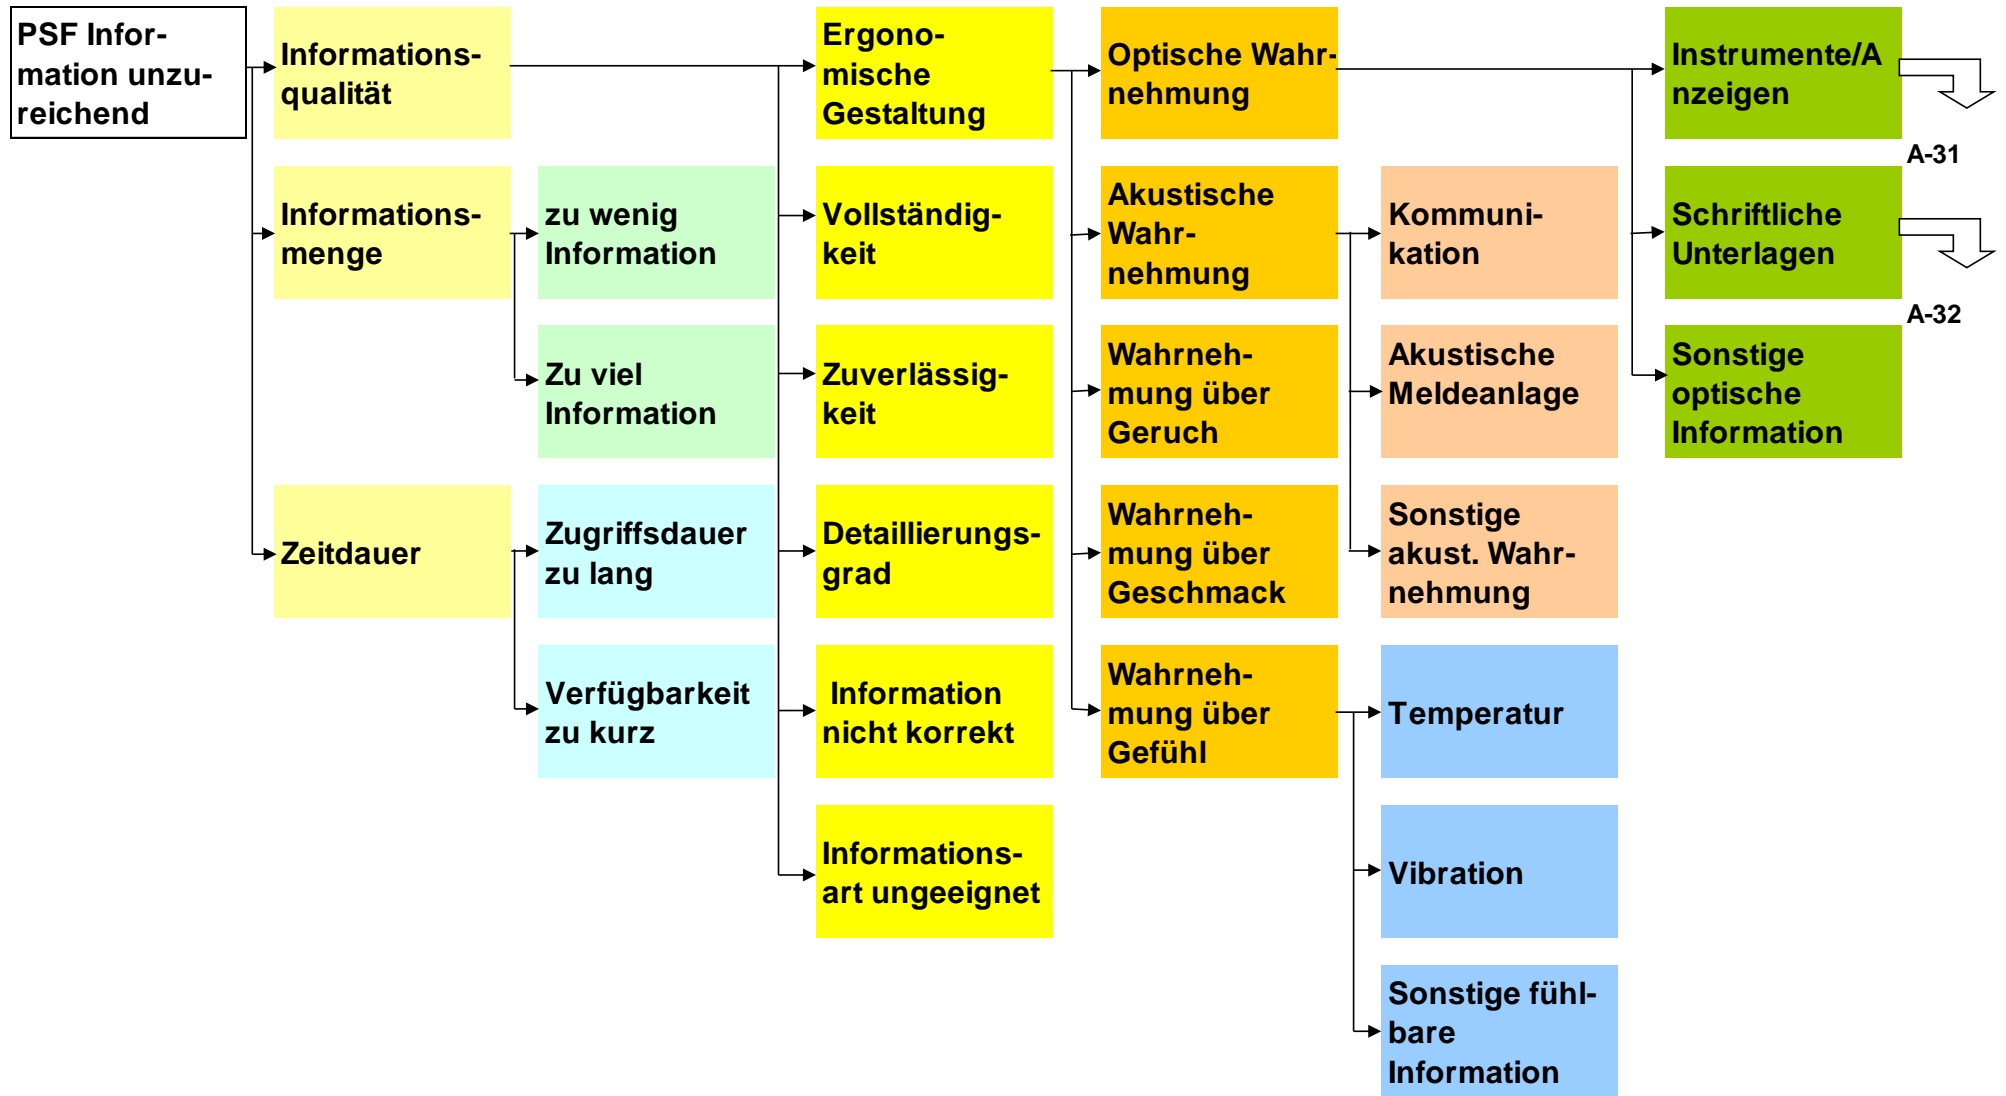 PSF Infor-
mation unzu-
reichend
Informations-
qualität
Ergono-
mische
Gestaltung
Optische Wahr-
nehmung
Instrumente/A
nzeigen
A-31
Informations-
menge
zu wenig
Information
Vollständig-
keit
Akustische
Wahr-
nehmung
Kommuni-
kation
Schriftliche
Unterlagen
A-32
Zu viel
Information
Zuverlässig-
keit
Wahrneh-
mung über
Geruch
Akustische
Meldeanlage
Sonstige
optische
Information
Zeitdauer
Zugriffsdauer
zu lang
Detaillierungs-
grad
Wahrneh-
mung über
Geschmack
Sonstige
akust. Wahr-
nehmung
Verfügbarkeit
zu kurz
Information
nicht korrekt
Wahrneh-
mung über
Gefühl
Temperatur
Informations-
art ungeeignet
Vibration
Sonstige fühl-
bare
Information